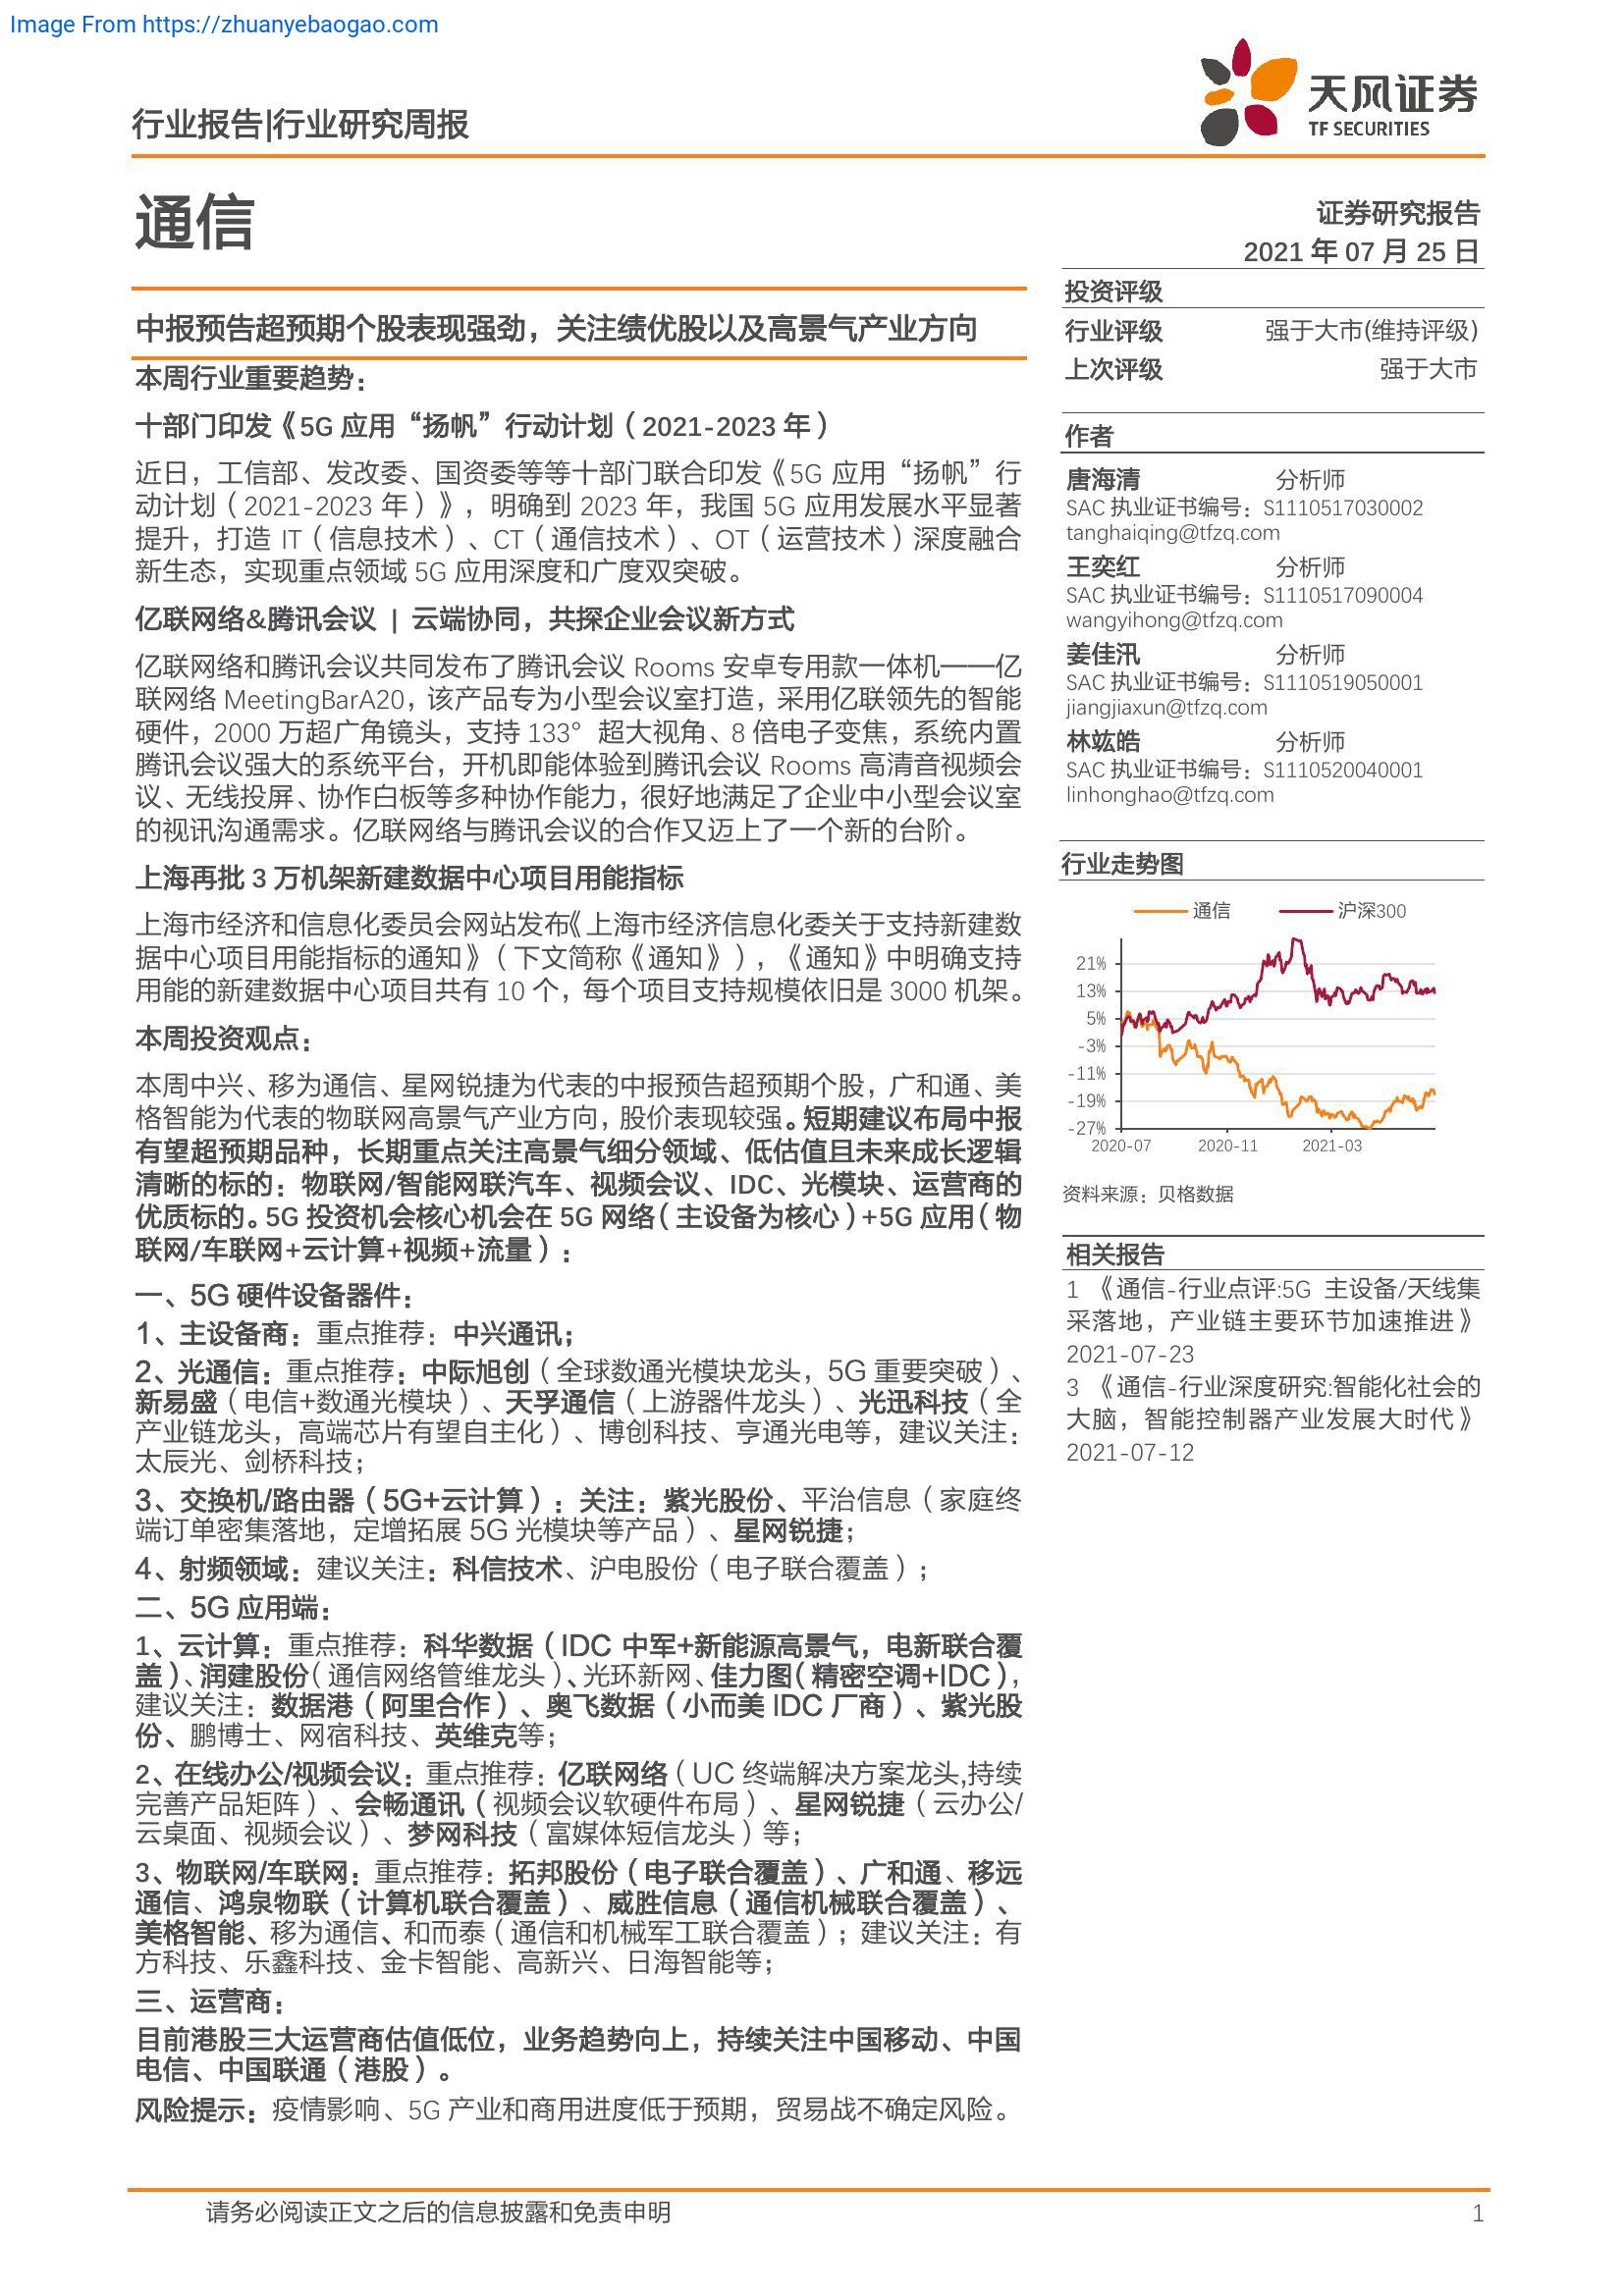 Image From https://zhuanyebaogao.com
行业报告|行业研究周报
天风证券
TF SECURITIES
通信
证券研究报告
2021 年 07 月 25 日
中报预告超预期个股表现强劲，关注绩优股以及高景气产业方向
本周行业重要趋势：
十部门印发《5G 应用“扬帆”行动计划（2021-2023 年）
近日，工信部、发改委、国资委等等十部门联合印发《5G 应用“扬帆”行
动计划（2021-2023 年）》，明确到 2023 年，我国 5G 应用发展水平显著
提升，打造 IT（信息技术）、CT（通信技术）、OT（运营技术）深度融合
新生态，实现重点领域 5G 应用深度和广度双突破。
亿联网络&腾讯会议 | 云端协同，共探企业会议新方式
亿联网络和腾讯会议共同发布了腾讯会议 Rooms 安卓专用款一体机——亿
联网络 MeetingBarA20，该产品专为小型会议室打造，采用亿联领先的智能
硬件，2000 万超广角镜头，支持 133°超大视角、8 倍电子变焦，系统内置
腾讯会议强大的系统平台，开机即能体验到腾讯会议 Rooms 高清音视频会
议、无线投屏、协作白板等多种协作能力，很好地满足了企业中小型会议室
的视讯沟通需求。亿联网络与腾讯会议的合作又迈上了一个新的台阶。
上海再批 3 万机架新建数据中心项目用能指标
上海市经济和信息化委员会网站发布《上海市经济信息化委关于支持新建数
据中心项目用能指标的通知》（下文简称《通知》），《通知》中明确支持
用能的新建数据中心项目共有 10 个，每个项目支持规模依旧是 3000 机架。
本周投资观点：
本周中兴、移为通信、星网锐捷为代表的中报预告超预期个股，广和通、美
格智能为代表的物联网高景气产业方向，股价表现较强。短期建议布局中报
有望超预期品种，长期重点关注高景气细分领域、低估值且未来成长逻辑
清晰的标的：物联网/智能网联汽车、视频会议、IDC、光模块、运营商的
优质标的。5G 投资机会核心机会在 5G 网络（主设备为核心）+5G 应用（物
联网/车联网+云计算+视频+流量）：
一、5G 硬件设备器件：
1、主设备商：重点推荐：中兴通讯；
2、光通信：重点推荐：中际旭创（全球数通光模块龙头，5G 重要突破）、
新易盛（电信+数通光模块）、天孚通信（上游器件龙头）、光迅科技（全
产业链龙头，高端芯片有望自主化）、博创科技、亨通光电等，建议关注：
太辰光、剑桥科技；
3、交换机/路由器（5G+云计算）：关注：紫光股份、平治信息（家庭终
端订单密集落地，定增拓展 5G 光模块等产品）、星网锐捷；
4、射频领域：建议关注：科信技术、沪电股份（电子联合覆盖）；
二、5G 应用端：
1、云计算：重点推荐：科华数据（IDC 中军+新能源高景气，电新联合覆
盖）、润建股份（通信网络管维龙头）、光环新网、佳力图（精密空调+IDC），
建议关注：数据港（阿里合作）、奥飞数据（小而美 IDC 厂商）、紫光股
份、鹏博士、网宿科技、英维克等；
2、在线办公/视频会议：重点推荐：亿联网络（UC 终端解决方案龙头,持续
完善产品矩阵）、会畅通讯（视频会议软硬件布局）、星网锐捷（云办公/
云桌面、视频会议）、梦网科技（富媒体短信龙头）等；
3、物联网/车联网：重点推荐：拓邦股份（电子联合覆盖）、广和通、移远
通信、鸿泉物联（计算机联合覆盖）、威胜信息（通信机械联合覆盖）、
美格智能、移为通信、和而泰（通信和机械军工联合覆盖）；建议关注：有
方科技、乐鑫科技、金卡智能、高新兴、日海智能等；
三、运营商：
目前港股三大运营商估值低位，业务趋势向上，持续关注中国移动、中国
电信、中国联通（港股）。
风险提示：疫情影响、5G 产业和商用进度低于预期，贸易战不确定风险。
投资评级
行业评级 强于大市(维持评级)
上次评级 强于大市
作者
唐海清 分析师
SAC 执业证书编号：S1110517030002
tanghaiqing@tfzq.com
王奕红 分析师
SAC 执业证书编号：S1110517090004
wangyihong@tfzq.com
姜佳汛 分析师
SAC 执业证书编号：S1110519050001
jiangjiaxun@tfzq.com
林竑皓 分析师
SAC 执业证书编号：S1110520040001
linhonghao@tfzq.com
行业走势图
通信 沪深300
21%
13%
5%
-3%
-11%
-19%
-27%
2020-07 2020-11 2021-03
资料来源：贝格数据
相关报告
1 《通信-行业点评:5G 主设备/天线集
采落地，产业链主要环节加速推进》
2021-07-23
3 《通信-行业深度研究:智能化社会的
大脑，智能控制器产业发展大时代》
2021-07-12
请务必阅读正文之后的信息披露和免责申明 1